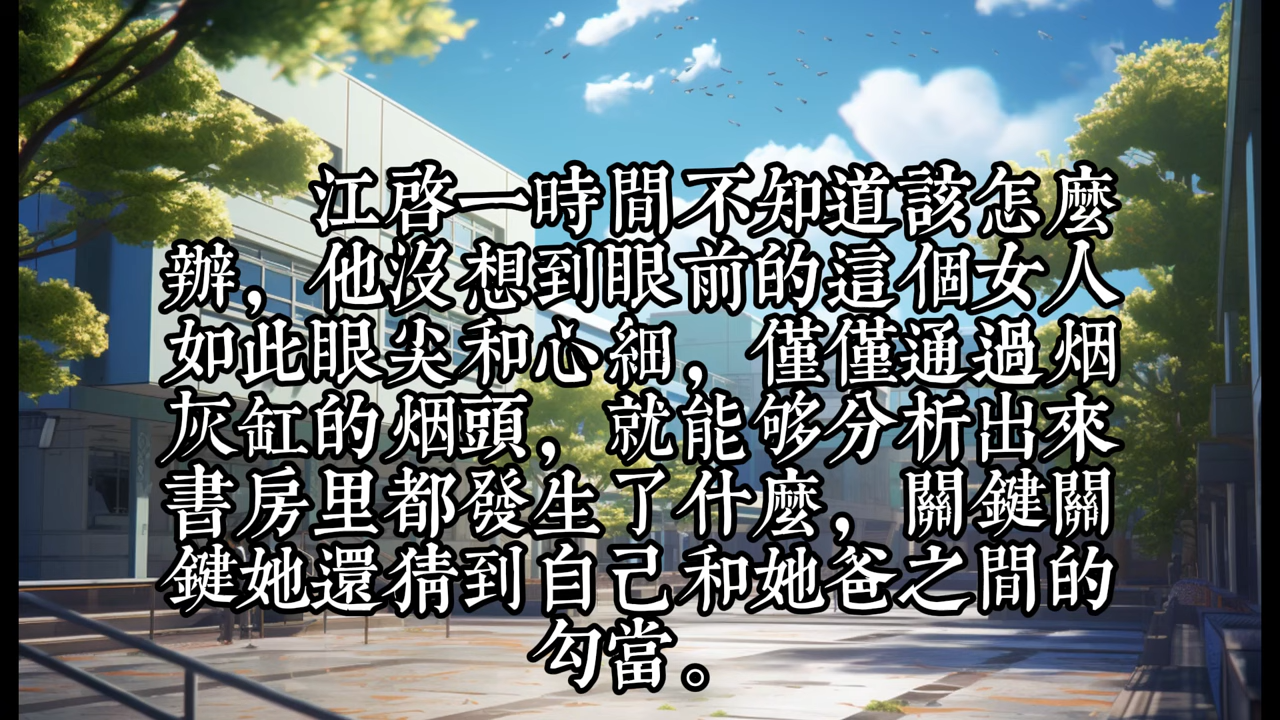 江啓一時間不知道該怎麼
辦，他沒想到眼前的這個女人
如此眼尖和心細，僅僅通過烟
灰缸的烟頭，就能够分析出來
書房里都發生了什麼，關鍵關
鍵她還猜到自己和她爸之間的
勾當。